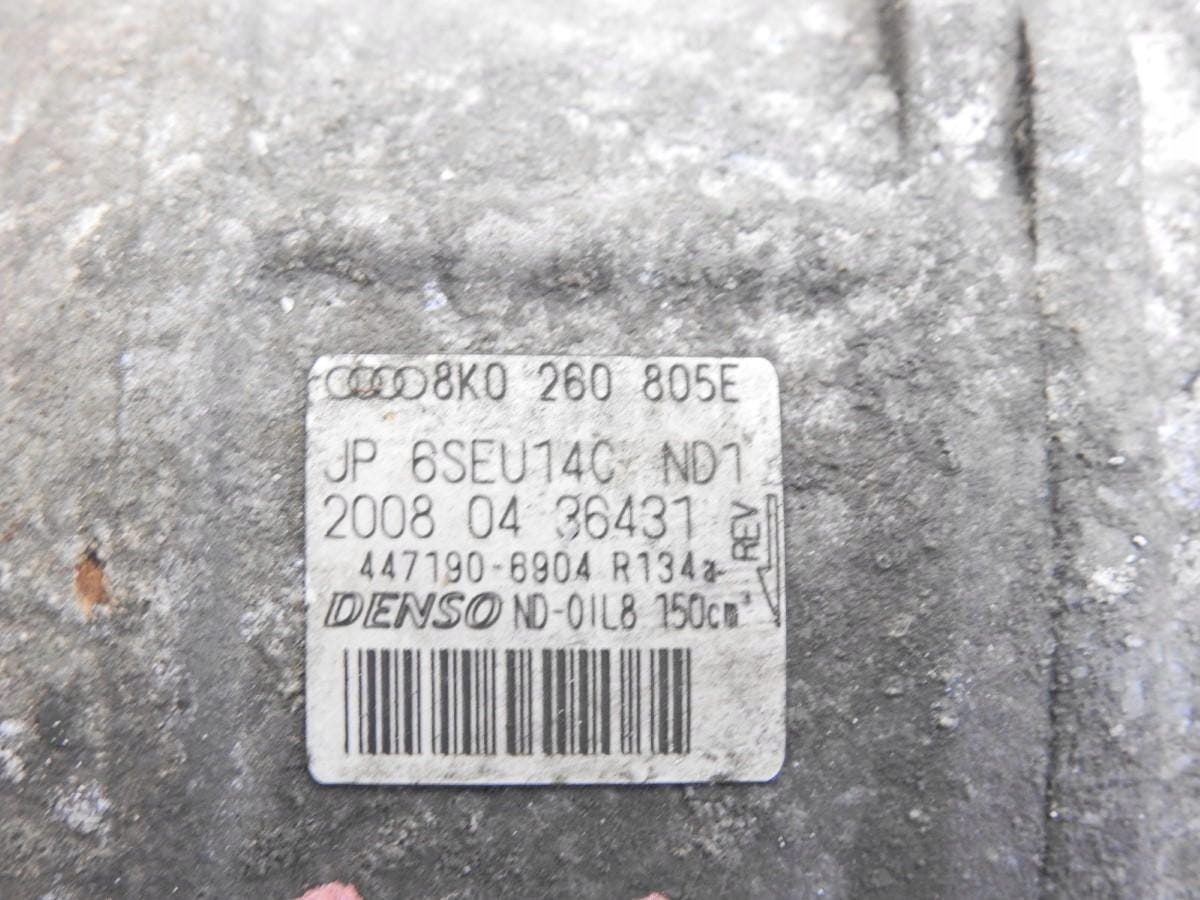 8K0 260 805E
JP 6SEU14C ND1
2008 04 36431
REV
447190-6904 R134a
DENSO ND-OIL8 150cm³